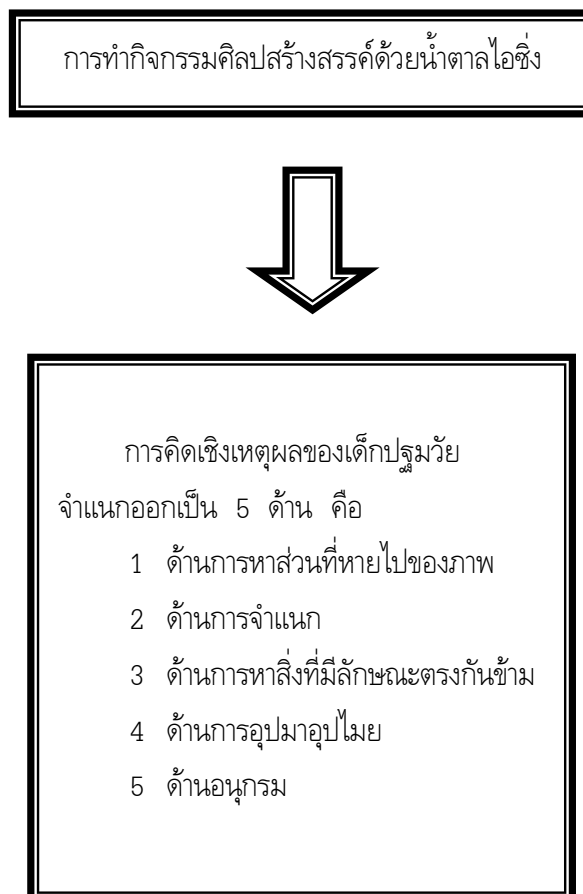 การทำกิจกรรมศิลปสร้างสรรค์ด้วยน้ำตาลไอซิ่ง
การคิดเชิงเหตุผลของเด็กปฐมวัย
จำแนกออกเป็น 5 ด้าน คือ
1 ด้านการหาส่วนที่หายไปของภาพ
2 ด้านการจำแนก
3 ด้านการหาสิ่งที่มีลักษณะตรงกันข้าม
4 ด้านการอุปมาอุปไมย
5 ด้านอนุกรม